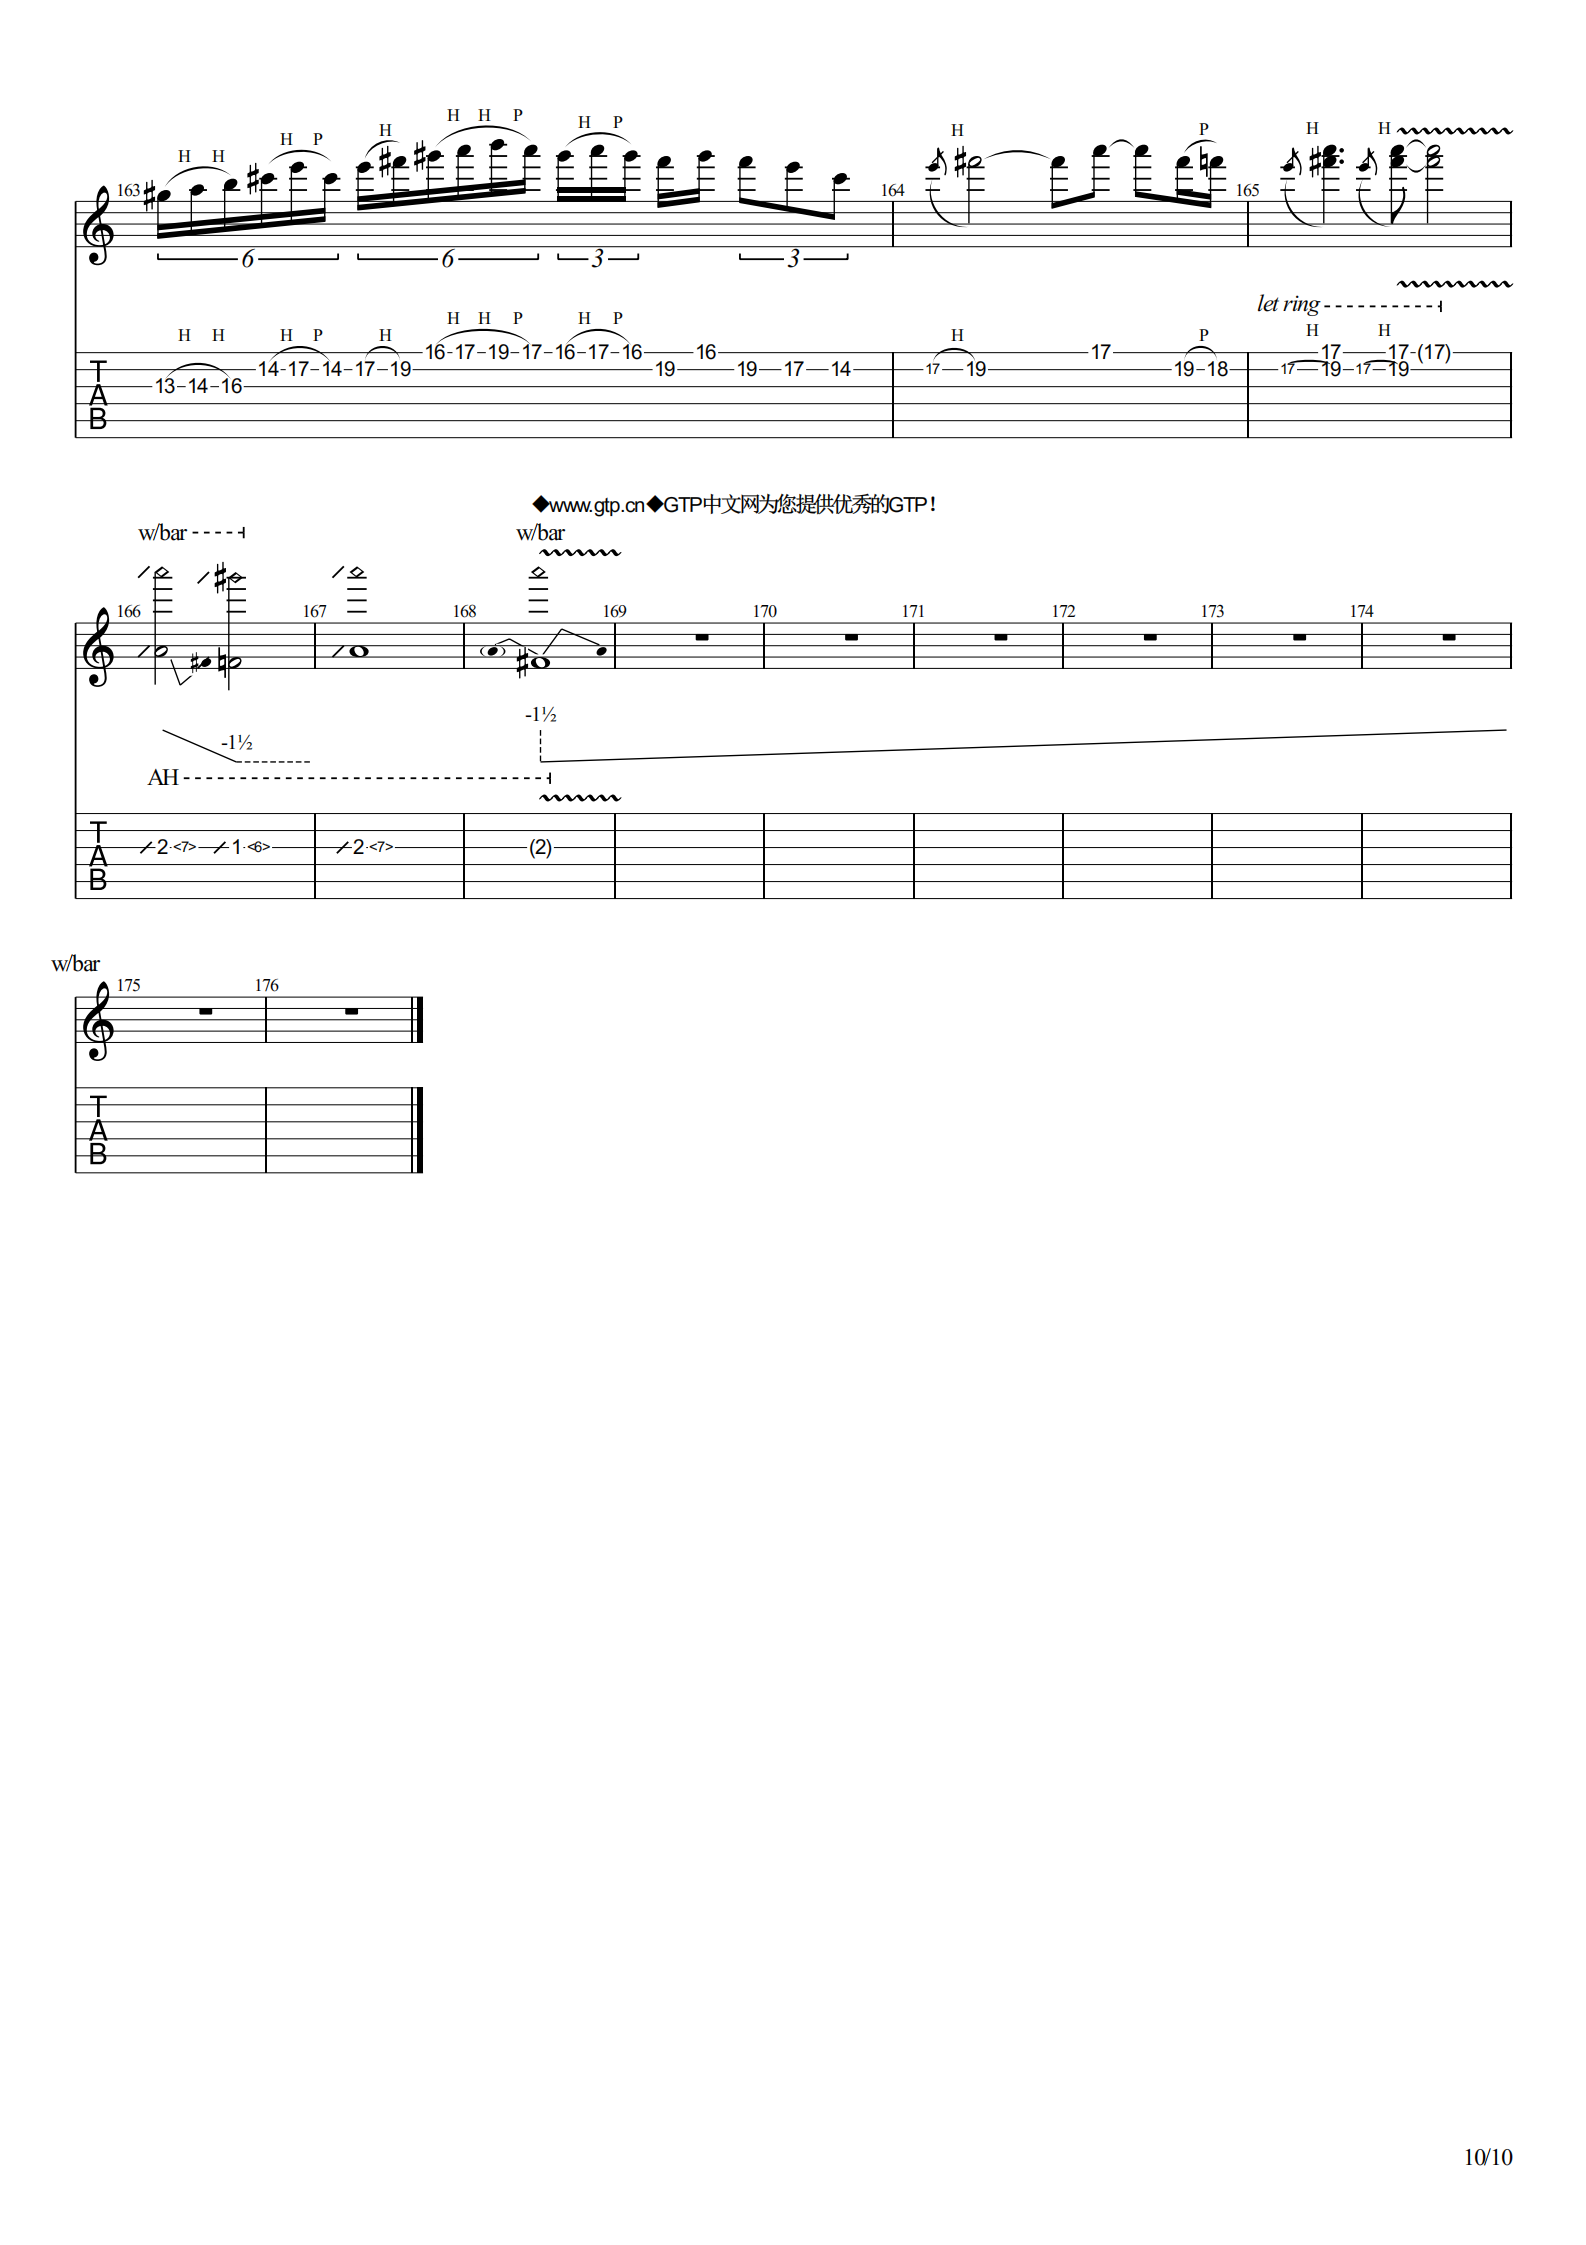 H H P H P
H H H P H H H P H P H H
163 164 165
6 6 3 3
let ring
H H H P H H H P H P H P H H
16 17 19 17 16 17 16 16 17 17 17 (17)
T 14 17 14 17 19 19 19 17 14 17 19 19 18 17 19 17 19
A 13 14 16
B
◆www.gtp.cn◆GTP中文网为您提供优秀的GTP!
w/bar w/bar
166 167 168 169 170 171 172 173 174
-1½
-1½
AH
T
A 2 <7> 1 <6> 2 <7> (2)
B
w/bar
175 176
T
A
B
10/10